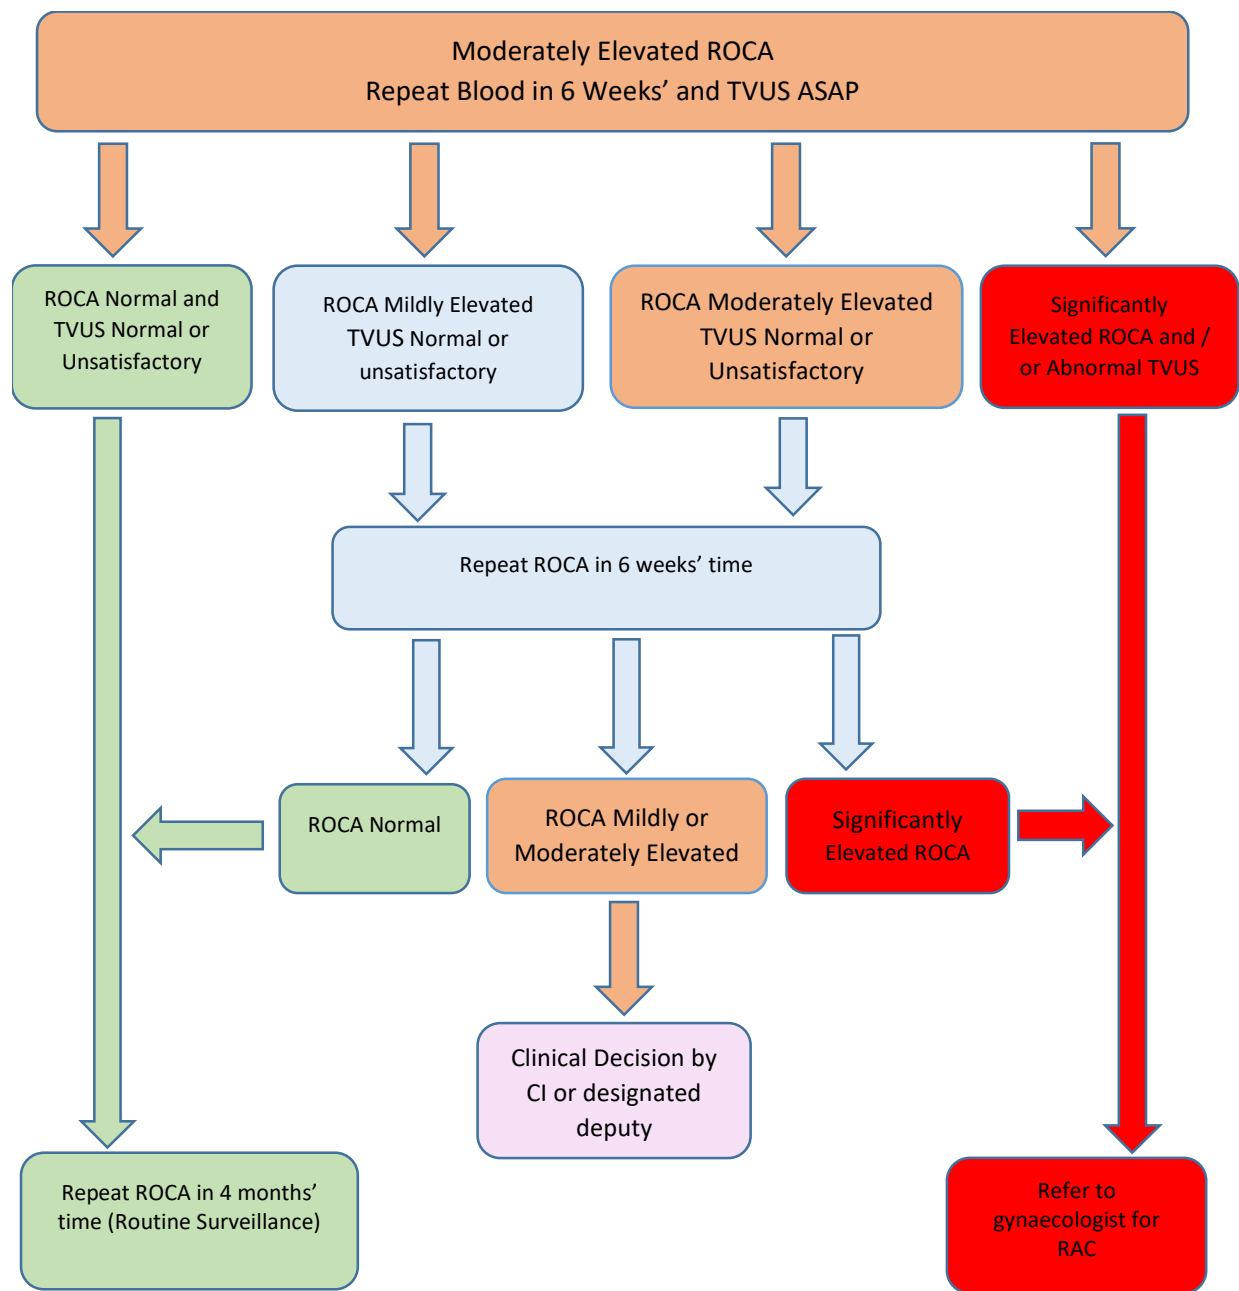 Moderately Elevated ROCA
Repeat Blood in 6 Weeks’ and TVUS ASAP
ROCA Normal and
TVUS Normal or
Unsatisfactory
ROCA Mildly Elevated
TVUS Normal or
unsatisfactory
ROCA Moderately Elevated
TVUS Normal or
Unsatisfactory
Significantly
Elevated ROCA and /
or Abnormal TVUS
Repeat ROCA in 6 weeks’ time
ROCA Normal
ROCA Mildly or
Moderately Elevated
Significantly
Elevated ROCA
Clinical Decision by
CI or designated
deputy
Repeat ROCA in 4 months’
time (Routine Surveillance)
Refer to
gynaecologist for
RAC